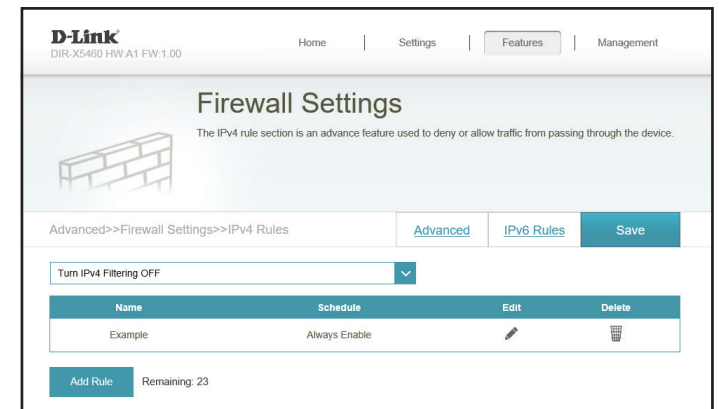 D-Link
DIR-X5460 HW:A1 FW:1.00
Home | Settings | Features | Management
Firewall Settings
The IPv4 rule section is an advance feature used to deny or allow traffic from passing through the device.
Advanced>>Firewall Settings>>IPv4 Rules Advanced IPv6 Rules Save
Turn IPv4 Filtering OFF
Name Schedule Edit Delete
Example Always Enable
Add Rule Remaining: 23